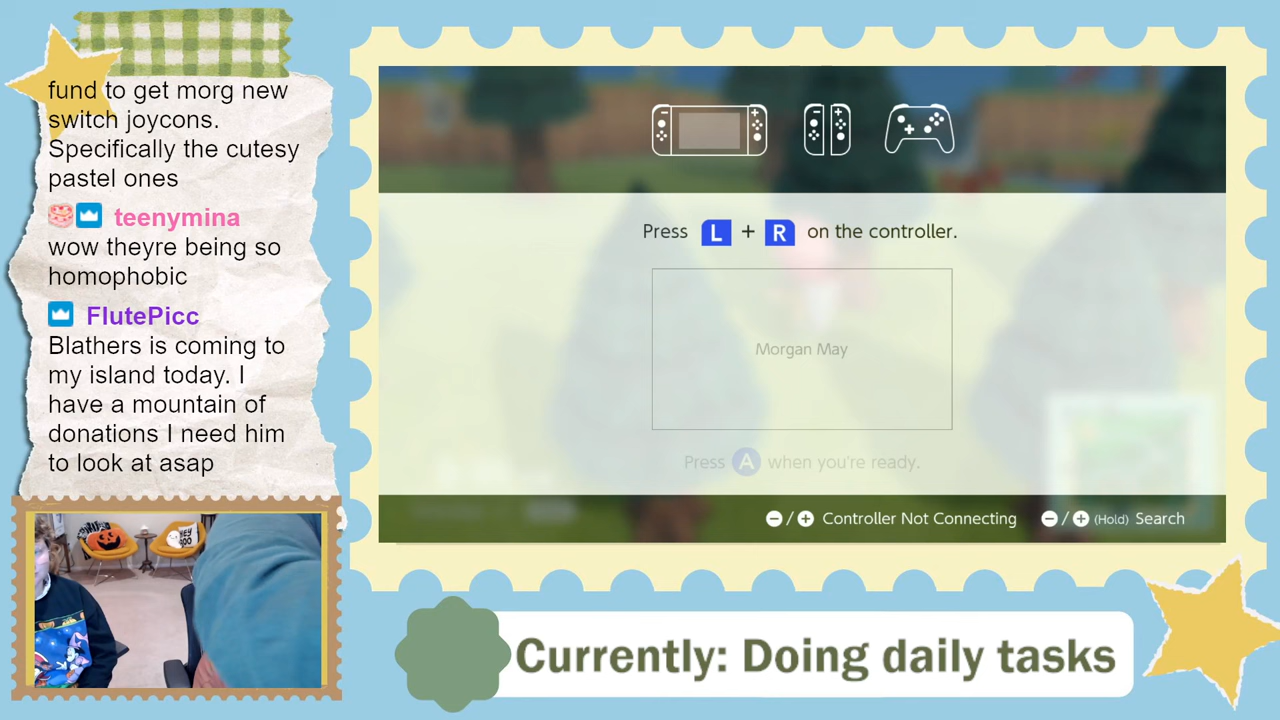 fund to get morg new
switch joycons.
Specifically the cutesy
pastel ones
teenymina
wow theyre being so
homophobic
FlutePicc
Blathers is coming to
my island today. I
have a mountain of
donations I need him
to look at asap
Press L + R on the controller.
Morgan May
Press A when you're ready.
−/+ Controller Not Connecting −/+ (Hold) Search
HEY
BOO
Currently: Doing daily tasks